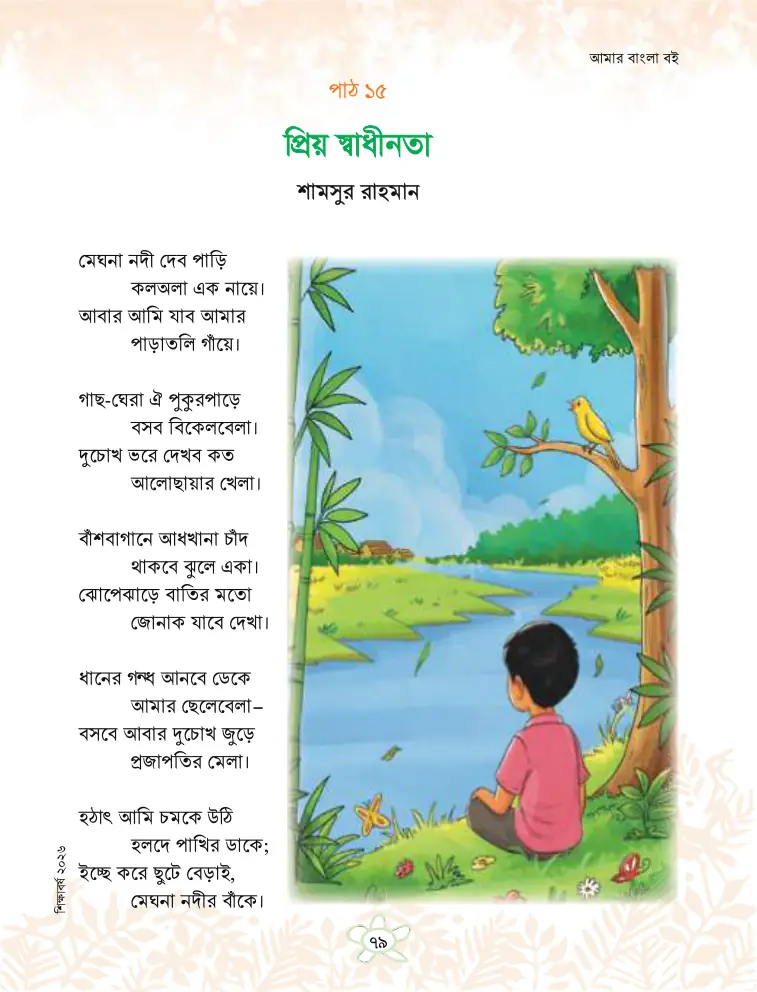 আমার বাংলা বই
পাঠ ১৫
প্রিয় স্বাধীনতা
শামসুর রাহমান
মেঘনা নদী দেব পাড়ি
কলঅলা এক নায়ে।
আবার আমি যাব আমার
পাড়াতলি গাঁয়ে।
গাছ-ঘেরা ঐ পুকুরপাড়ে
বসব বিকেলবেলা।
দুচোখ ভরে দেখব কত
আলোছায়ার খেলা।
বাঁশবাগানে আধখানা চাঁদ
থাকবে ঝুলে একা।
ঝোপেঝাড়ে বাতির মতো
জোনাক যাবে দেখা।
ধানের গন্ধ আনবে ডেকে
আমার ছেলেবেলা–
বসবে আবার দুচোখ জুড়ে
প্রজাপতির মেলা।
হঠাৎ আমি চমকে উঠি
হলদে পাখির ডাকে;
ইচ্ছে করে ছুটে বেড়াই,
মেঘনা নদীর বাঁকে।
শিক্ষাবর্ষ ২০২৬
৭৯